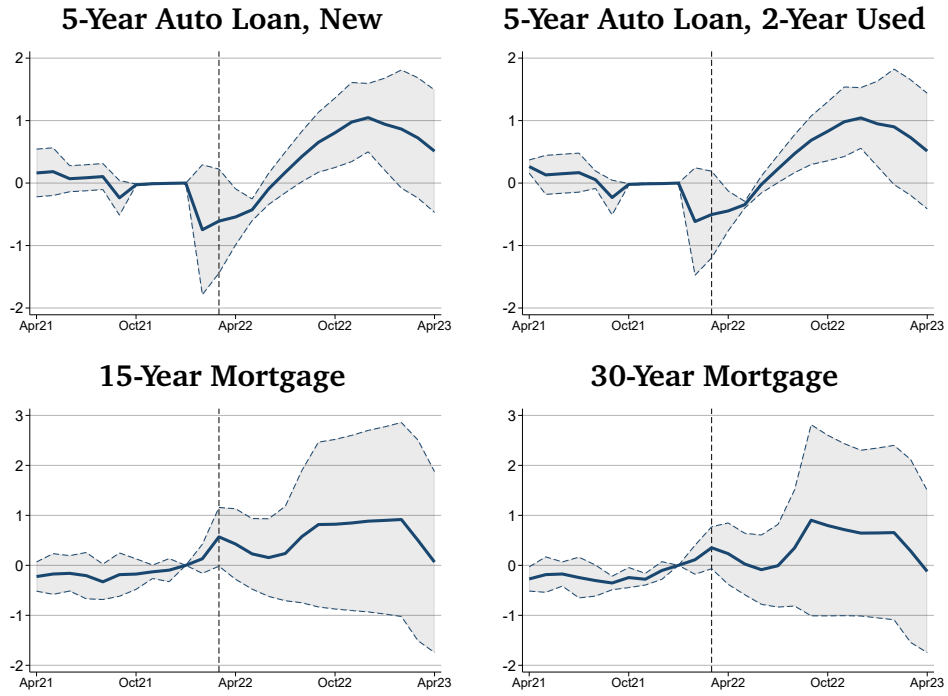 5-Year Auto Loan, New
2
1
0
-1
-2
Apr21 Oct21 Apr22 Oct22 Apr23
5-Year Auto Loan, 2-Year Used
2
1
0
-1
-2
Apr21 Oct21 Apr22 Oct22 Apr23
15-Year Mortgage
3
2
1
0
-1
-2
Apr21 Oct21 Apr22 Oct22 Apr23
30-Year Mortgage
3
2
1
0
-1
-2
Apr21 Oct21 Apr22 Oct22 Apr23